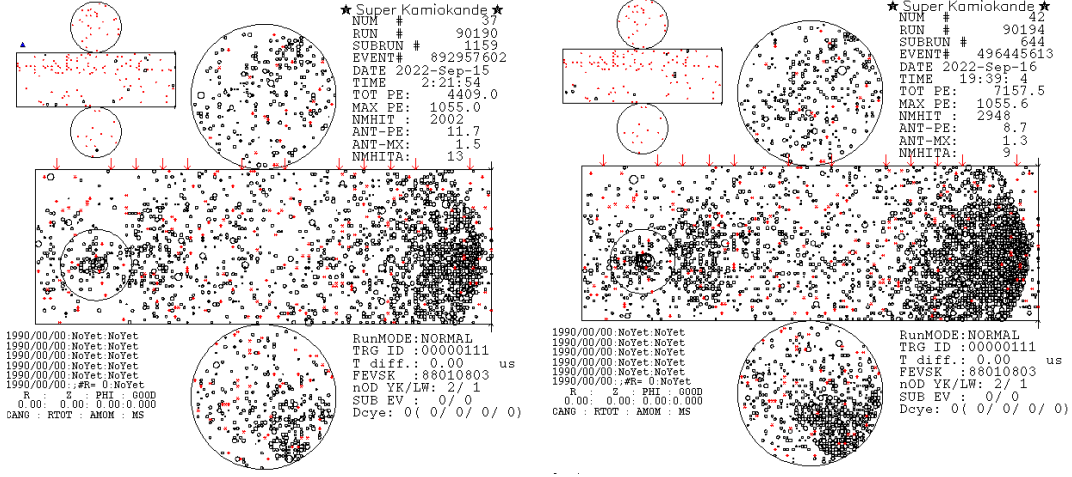 ★ Super Kamiokande ★
NUM # 37
RUN # 90190
SUBRUN # 1159
EVENT# 892957602
DATE 2022-Sep-15
TIME 2:21:54
TOT PE: 4409.0
MAX PE: 1055.0
NMHIT : 2002
ANT-PE: 11.7
ANT-MX: 1.5
NMHITA: 13
1990/00/00:NoYet:NoYet
1990/00/00:NoYet:NoYet
1990/00/00:NoYet:NoYet
1990/00/00:NoYet:NoYet
1990/00/00:;#R= 0:NoYet
R : Z : PHI : GOOD
0.00: 0.00: 0.00:0.000
CANG : RTOT : AMOM : MS
RunMODE:NORMAL
TRG ID :00000111
T diff.: 0.00 us
FEVSK :88010803
nOD YK/LW: 2/ 1
SUB EV : 0/ 0
Dcye: 0( 0/ 0/ 0/ 0)
★ Super Kamiokande ★
NUM # 42
RUN # 90194
SUBRUN # 644
EVENT# 496445613
DATE 2022-Sep-16
TIME 19:39: 4
TOT PE: 7157.5
MAX PE: 1055.6
NMHIT : 2948
ANT-PE: 8.7
ANT-MX: 1.3
NMHITA: 9
1990/00/00:NoYet:NoYet
1990/00/00:NoYet:NoYet
1990/00/00:NoYet:NoYet
1990/00/00:NoYet:NoYet
1990/00/00:;#R= 0:NoYet
R : Z : PHI : GOOD
0.00: 0.00: 0.00:0.000
CANG : RTOT : AMOM : MS
RunMODE:NORMAL
TRG ID :00000111
T diff.: 0.00 us
FEVSK :88010803
nOD YK/LW: 2/ 1
SUB EV : 0/ 0
Dcye: 0( 0/ 0/ 0/ 0)